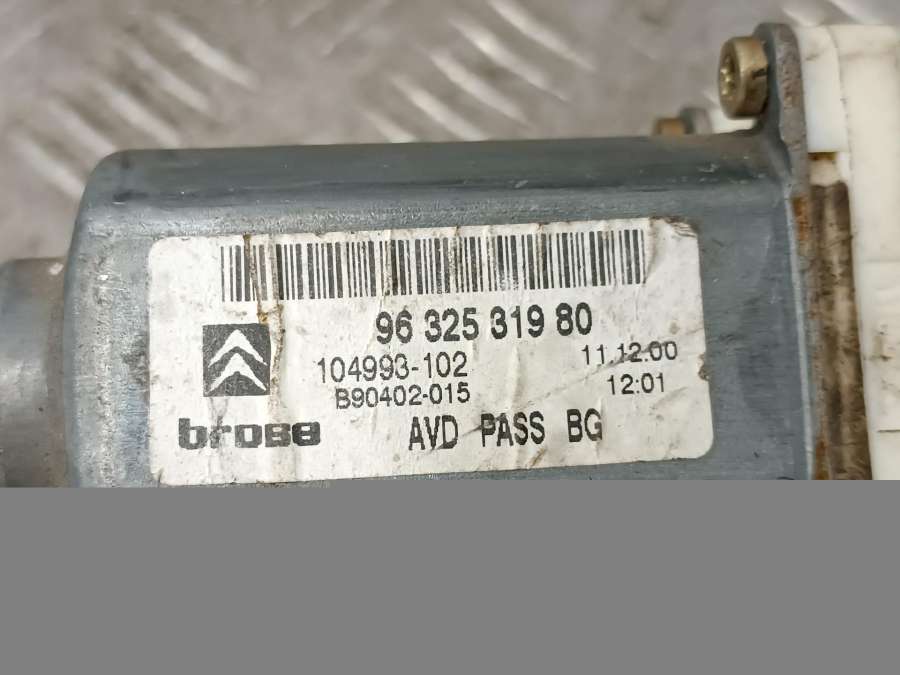 96 325 319 80
104993-102 11.12.00
B90402-015 12:01
brose AVD PASS BG